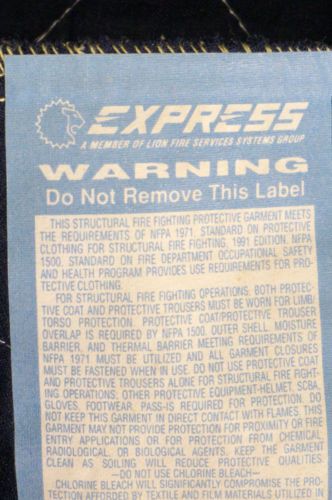 EXPRESS
A MEMBER OF LION FIRE SERVICES SYSTEMS GROUP
WARNING
Do Not Remove This Label
THIS STRUCTURAL FIRE FIGHTING PROTECTIVE GARMENT MEETS
THE REQUIREMENTS OF NFPA 1971, STANDARD ON PROTECTIVE
CLOTHING FOR STRUCTURAL FIRE FIGHTING, 1991 EDITION. NFPA
1500, STANDARD ON FIRE DEPARTMENT OCCUPATIONAL SAFETY
AND HEALTH PROGRAM PROVIDES USE REQUIREMENTS FOR PRO-
TECTIVE CLOTHING.
FOR STRUCTURAL FIRE FIGHTING OPERATIONS, BOTH PROTEC-
TIVE COAT AND PROTECTIVE TROUSERS MUST BE WORN FOR LIMB/
TORSO PROTECTION. PROTECTIVE COAT/PROTECTIVE TROUSER
OVERLAP IS REQUIRED BY NFPA 1500. OUTER SHELL, MOISTURE
BARRIER, AND THERMAL BARRIER MEETING REQUIREMENTS OF
NFPA 1971 MUST BE UTILIZED AND ALL GARMENT CLOSURES
MUST BE FASTENED WHEN IN USE. DO NOT USE PROTECTIVE COAT
AND PROTECTIVE TROUSERS ALONE FOR STRUCTURAL FIRE FIGHT-
ING OPERATIONS; OTHER PROTECTIVE EQUIPMENT-HELMET, SCBA,
GLOVES, FOOTWEAR, PASS-IS REQUIRED FOR PROTECTION. DO
NOT KEEP THIS GARMENT IN DIRECT CONTACT WITH FLAMES. THIS
GARMENT MAY NOT PROVIDE PROTECTION FOR PROXIMITY OR FIRE
ENTRY APPLICATIONS OR FOR PROTECTION FROM CHEMICAL,
RADIOLOGICAL, OR BIOLOGICAL AGENTS. KEEP THE GARMENT
CLEAN AS SOILING WILL REDUCE PROTECTIVE QUALITIES.
—DO NOT USE CHLORINE BLEACH—
CHLORINE BLEACH WILL SIGNIFICANTLY COMPROMISE THE PRO-
TECTION AFFORDED BY TEXTILE AND FILM MATERIALS UTILIZED IN